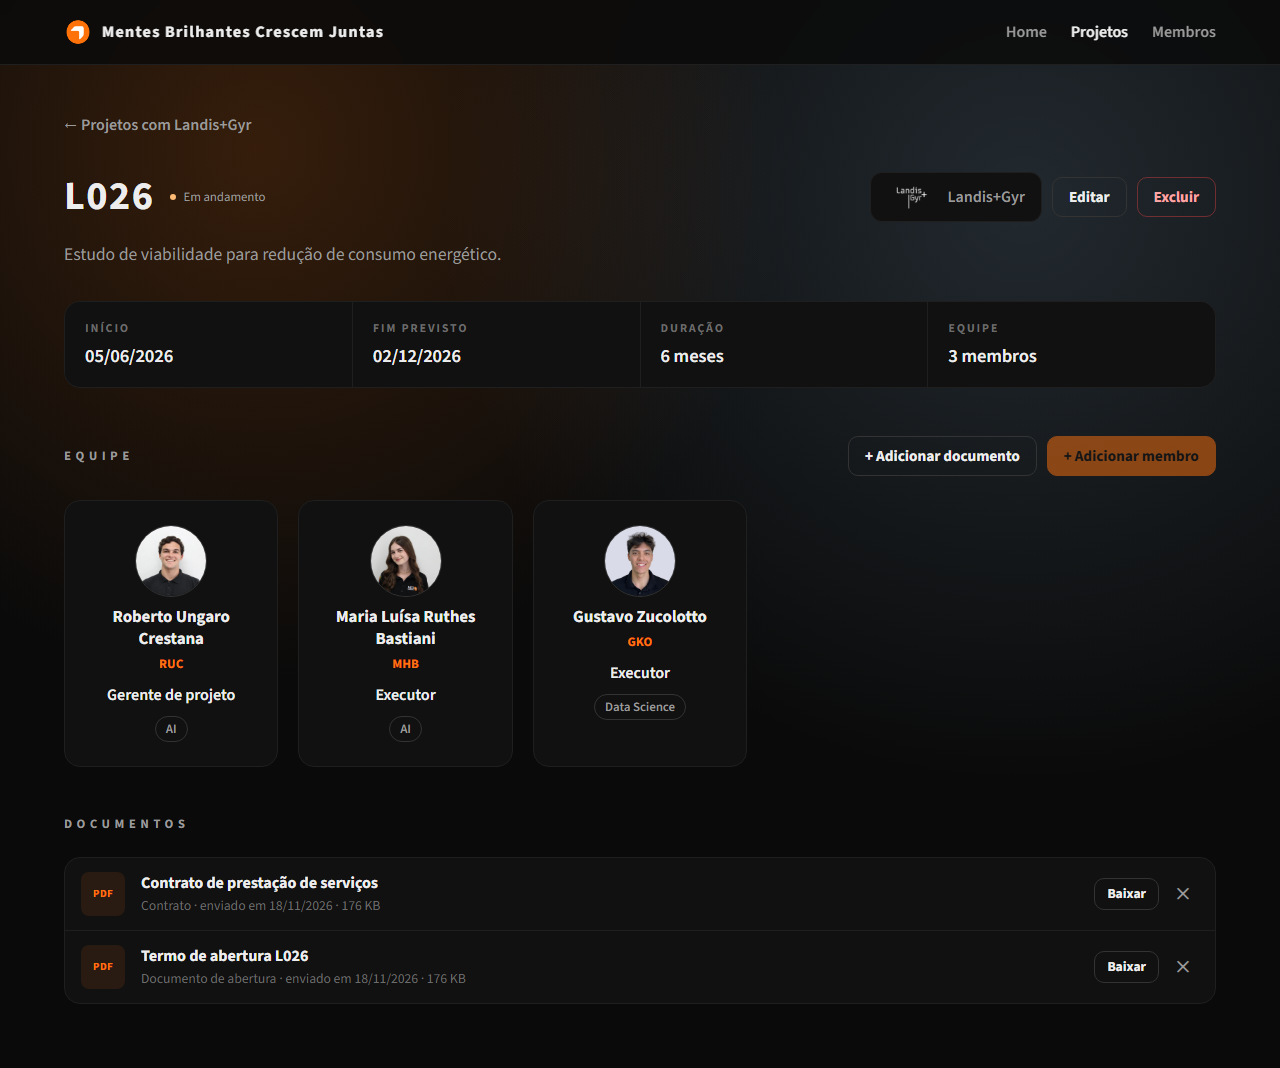 Mentes Brilhantes Crescem Juntas
Home Projetos Membros
← Projetos com Landis+Gyr
L026 Em andamento
Landis+ Gyr+ Landis+Gyr Editar Excluir
Estudo de viabilidade para redução de consumo energético.
INÍCIO FIM PREVISTO DURAÇÃO EQUIPE
05/06/2026 02/12/2026 6 meses 3 membros
EQUIPE
+ Adicionar documento + Adicionar membro
Roberto Ungaro Crestana
RUC
Gerente de projeto
AI
Maria Luísa Ruthes Bastiani
MHB
Executor
AI
Gustavo Zucolotto
GKO
Executor
Data Science
DOCUMENTOS
PDF Contrato de prestação de serviços
Contrato · enviado em 18/11/2026 · 176 KB
Baixar ×
PDF Termo de abertura L026
Documento de abertura · enviado em 18/11/2026 · 176 KB
Baixar ×